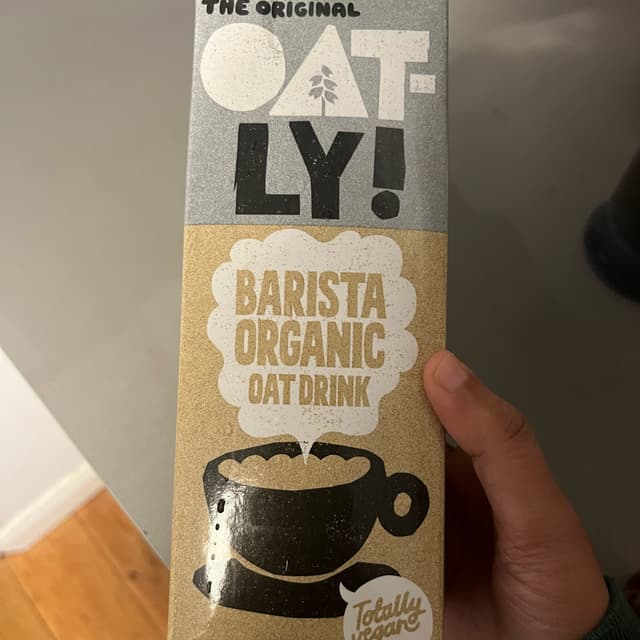 THE ORIGINAL
OAT-
LY!
BARISTA
ORGANIC
OAT DRINK
Totally
vegan